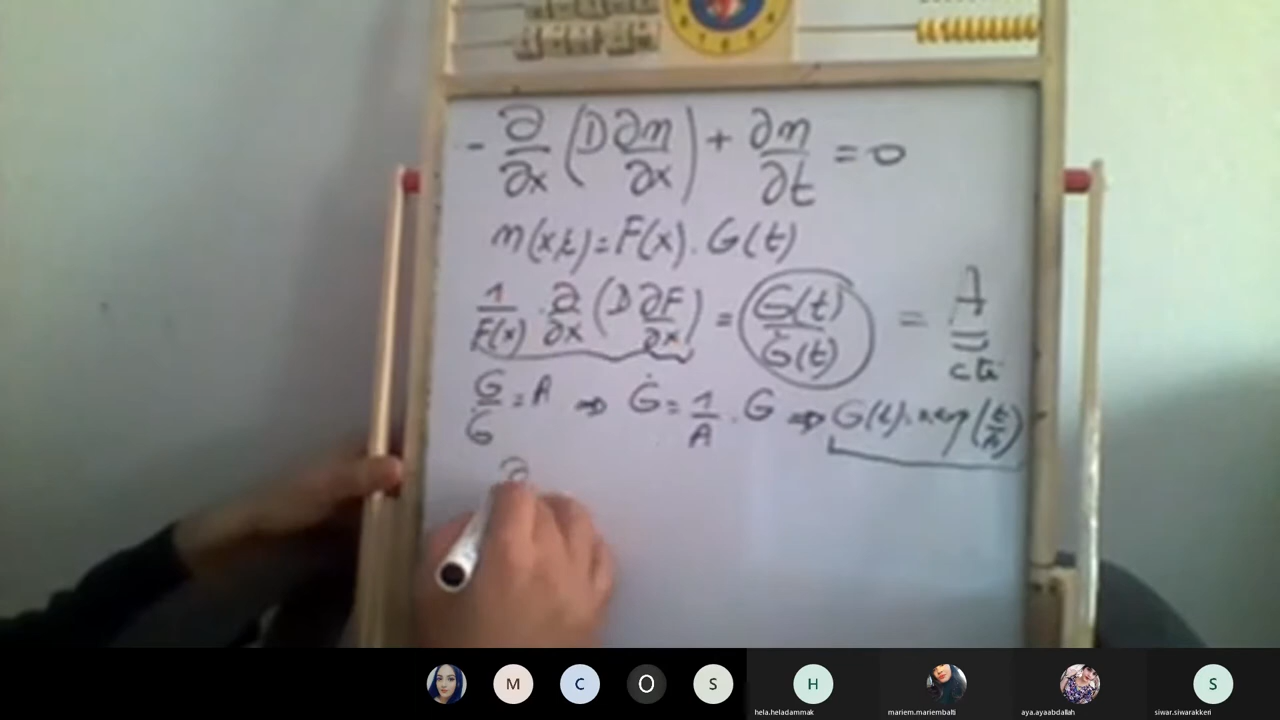 - ∂/∂x (D ∂m/∂x) + ∂m/∂t = 0
m(x,t) = F(x) . G(t)
1/F(x) . ∂/∂x (D ∂F/∂x) = G(t)/Ġ(t) = A
cte
G/Ġ = A ⇒ Ġ = 1/A . G ⇒ G(t) exp(t/A)
∂
M
C
O
S
H
S
hela.heladammak
mariem.mariembalti
aya.ayaabdallah
siwar.siwarakkeri